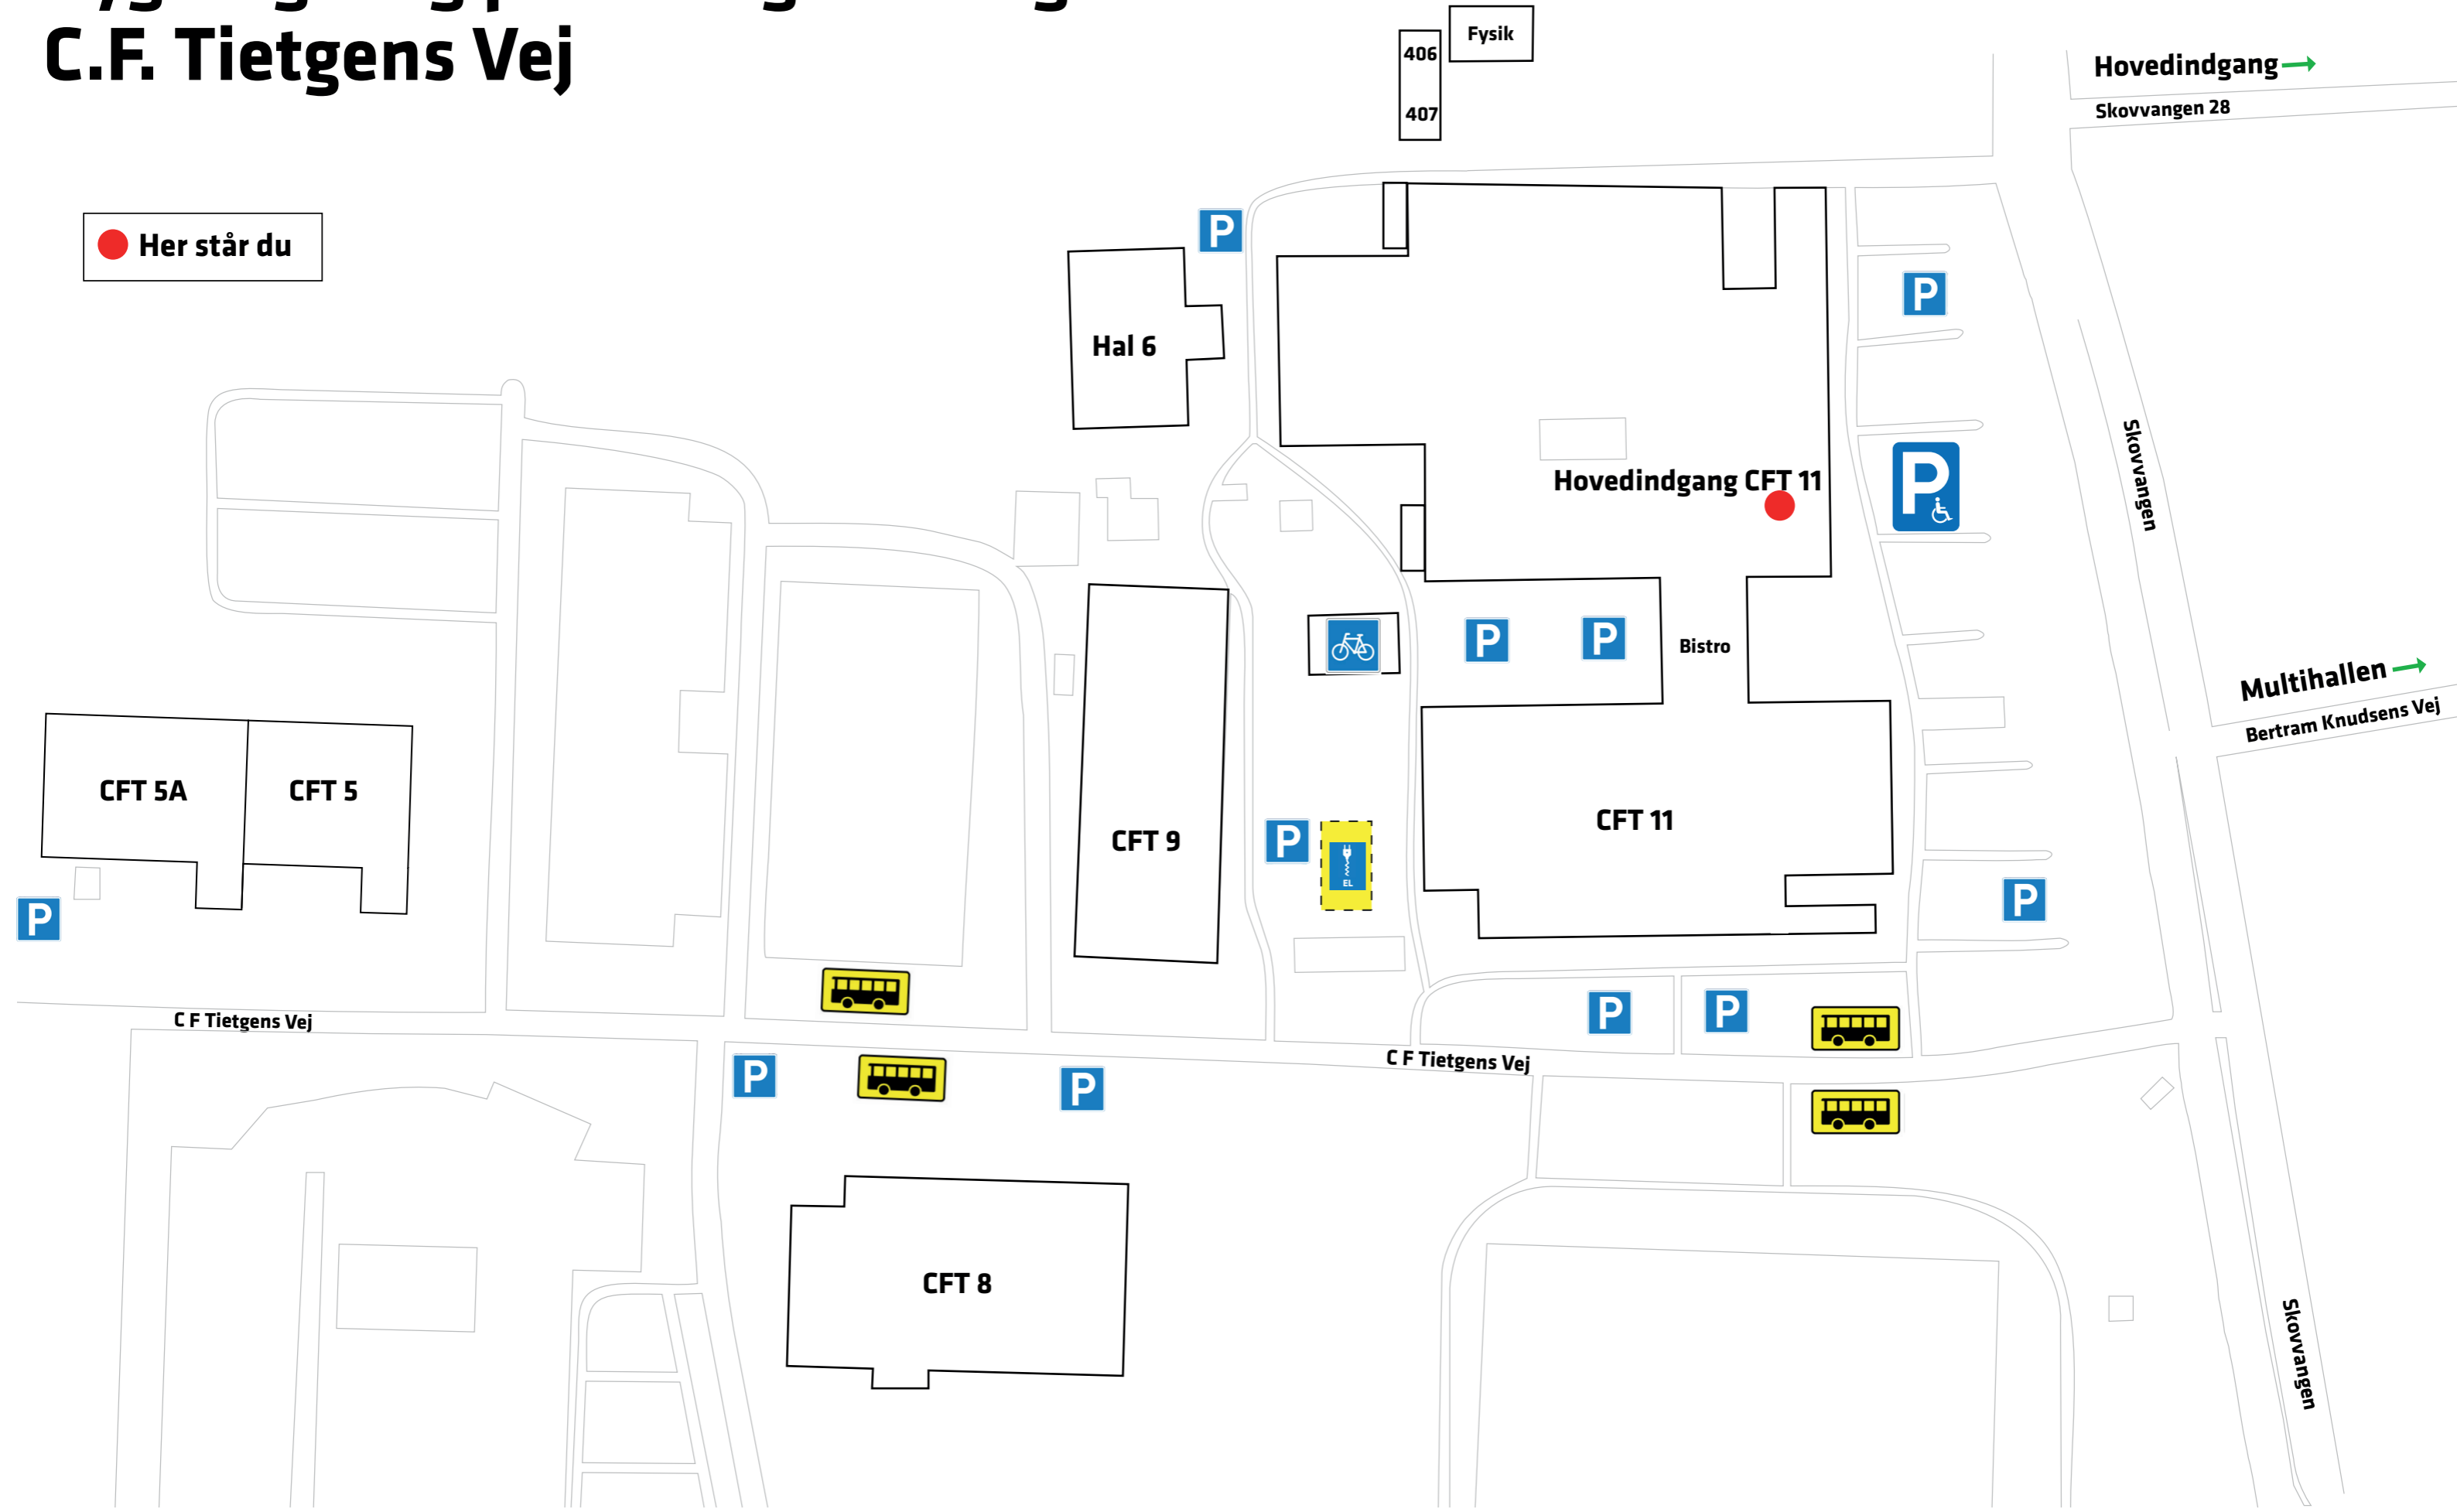 C.F. Tietgens Vej
Fysik
406
407
Hovedindgang
Skovvangen 28
P
Her står du
P
Hal 6
Skovvangen
Hovedindgang CFT 11
P
P
P
Bistro
Multihallen
Bertram Knudsens Vej
CFT 5A
CFT 5
CFT 9
P
EL
CFT 11
P
P
C F Tietgens Vej
P
P
C F Tietgens Vej
P
P
CFT 8
Skovvangen